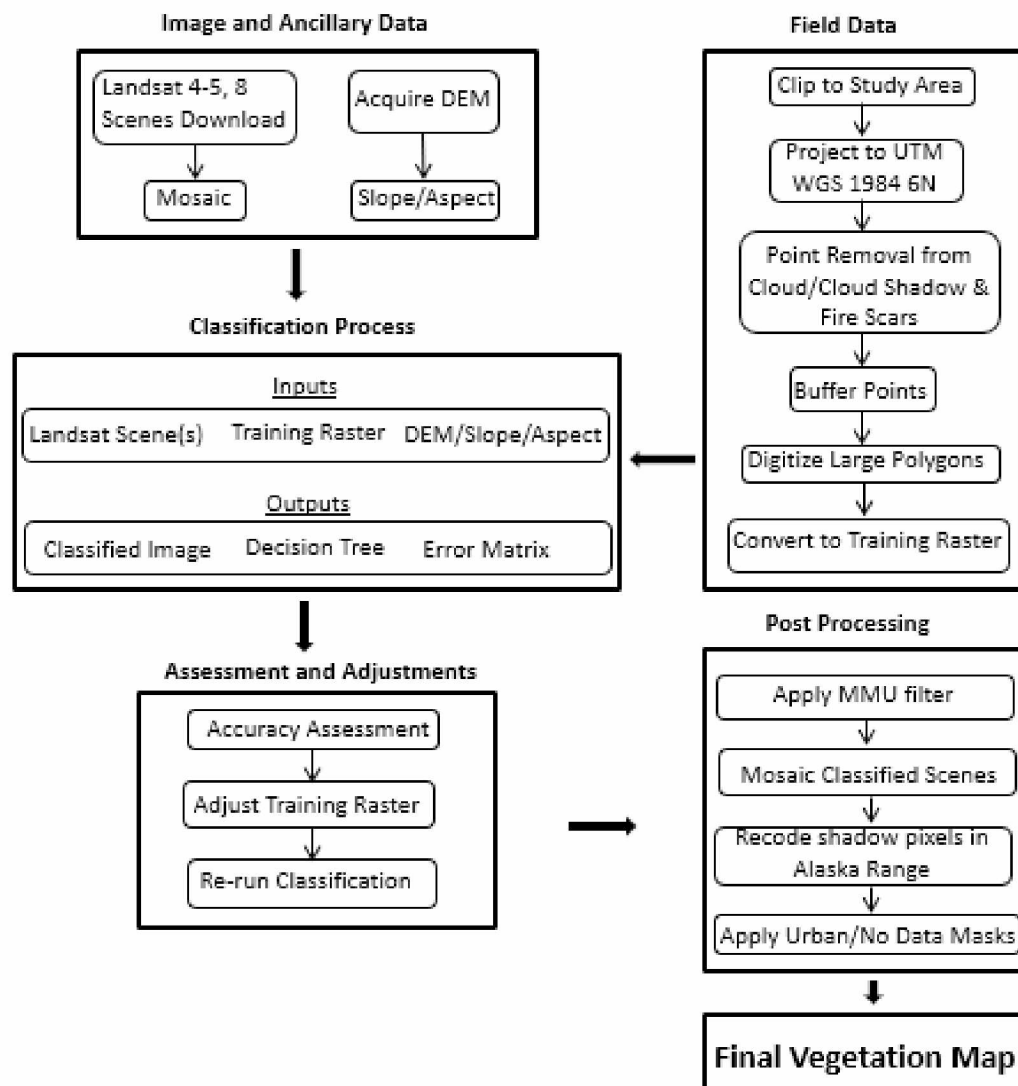 Image and Ancillary Data
Landsat 4-5, 8
Scenes Download
Mosaic
Acquire DEM
Slope/Aspect
Field Data
Clip to Study Area
Project to UTM
WGS 1984 6N
Point Removal from
Cloud/Cloud Shadow &
Fire Scars
Buffer Points
Digitize Large Polygons
Convert to Training Raster
Classification Process
Inputs
Landsat Scene(s) Training Raster DEM/Slope/Aspect
Outputs
Classified Image Decision Tree Error Matrix
Assessment and Adjustments
Accuracy Assessment
Adjust Training Raster
Re-run Classification
Post Processing
Apply MMU filter
Mosaic Classified Scenes
Recode shadow pixels in
Alaska Range
Apply Urban/No Data Masks
Final Vegetation Map